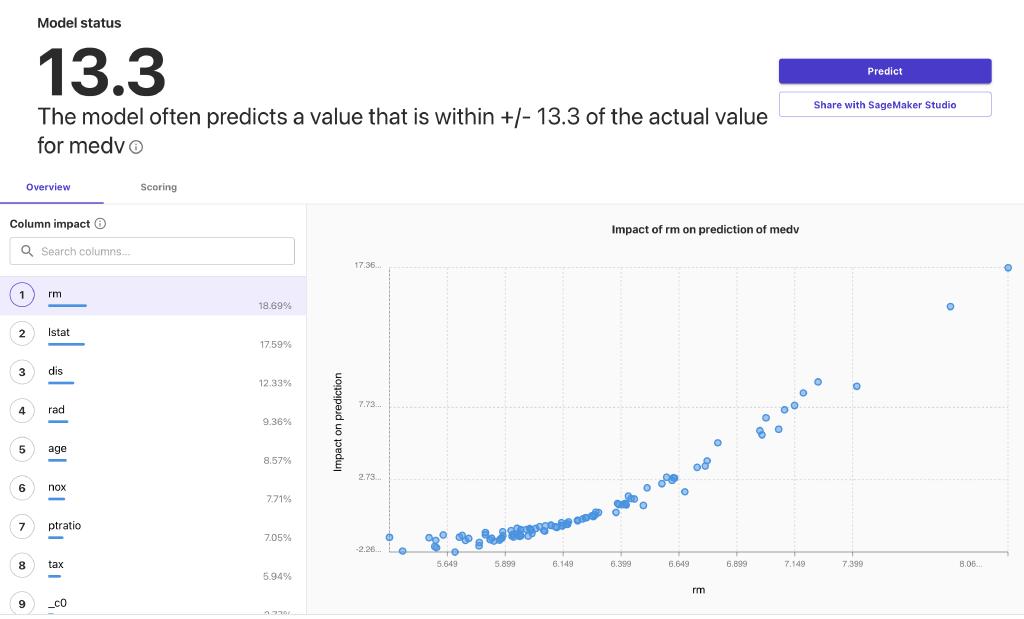 Model status
13.3
The model often predicts a value that is within +/- 13.3 of the actual value
for medv
Predict
Share with SageMaker Studio
Overview
Scoring
Column impact
Search columns...
1 rm 18.69%
2 lstat 17.59%
3 dis 12.33%
4 rad 9.36%
5 age 8.57%
6 nox 7.71%
7 ptratio 7.05%
8 tax 5.94%
9 _c0
Impact of rm on prediction of medv
Impact on prediction
17.36...
7.73...
2.73...
-2.26...
5.649 5.899 6.149 6.399 6.649 6.899 7.149 7.399 8.06...
rm